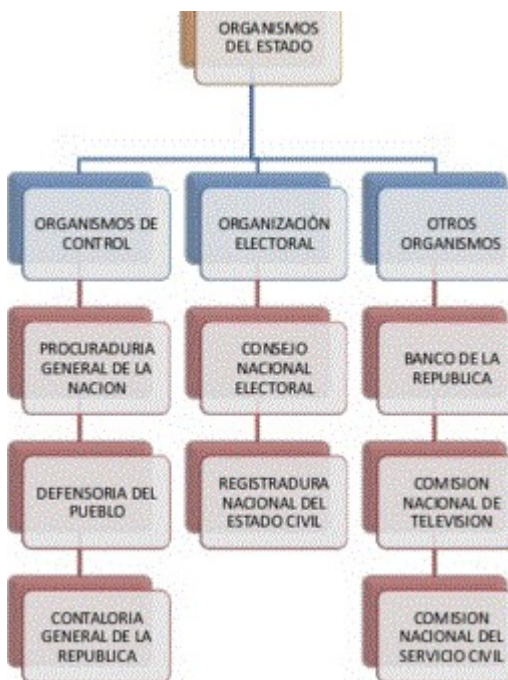 ORGANISMOS
DEL ESTADO
ORGANISMOS DE
CONTROL
ORGANIZACIÓN
ELECTORAL
OTROS
ORGANISMOS
PROCURADURIA
GENERAL DE LA
NACION
CONSEJO
NACIONAL
ELECTORAL
BANCO DE LA
REPUBLICA
DEFENSORIA DEL
PUEBLO
REGISTRADURA
NACIONAL DEL
ESTADO CIVIL
COMISION
NACIONAL DE
TELEVISION
CONTALORIA
GENERAL DE LA
REPUBLICA
COMISION
NACIONAL DEL
SERVICIO CIVIL